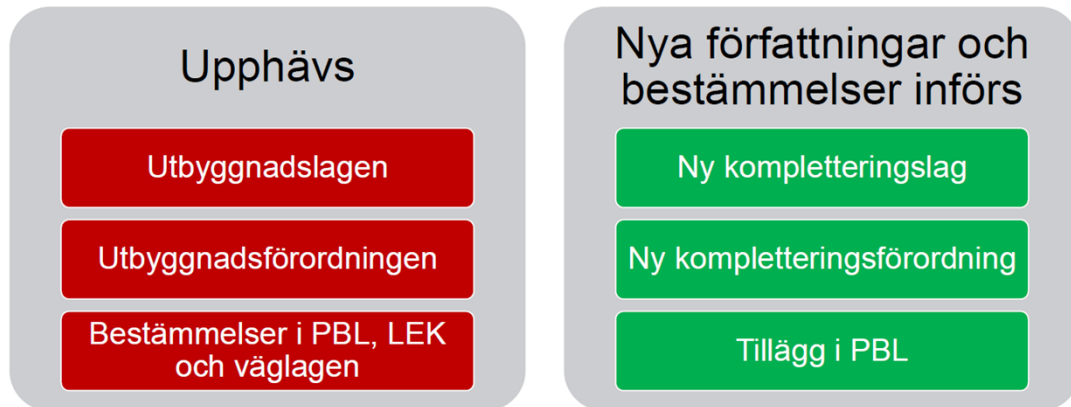 Upphävs
Utbyggnadslagen
Utbyggnadsförordningen
Bestämmelser i PBL, LEK
och väglagen
Nya författningar och
bestämmelser införs
Ny kompletteringslag
Ny kompletteringsförordning
Tillägg i PBL